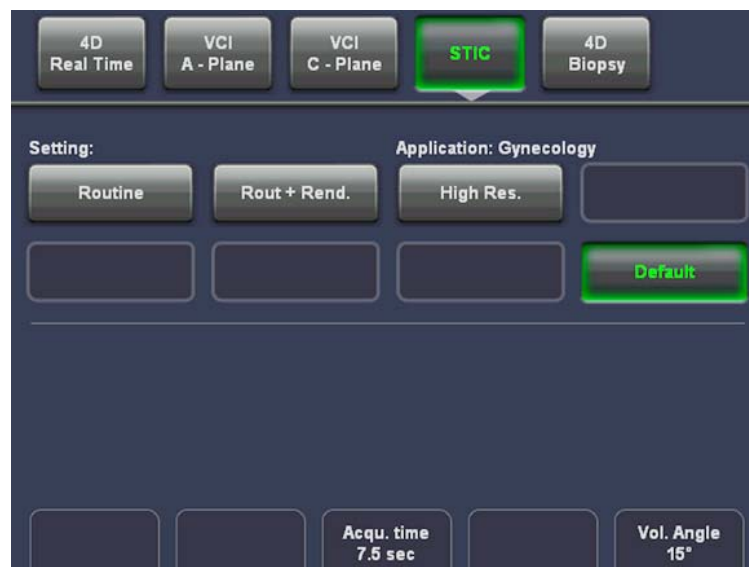 4D
Real Time
VCI
A - Plane
VCI
C - Plane
STIC
4D
Biopsy
Setting:
Application: Gynecology
Routine
Rout + Rend.
High Res.
Default
Acqu. time
7.5 sec
Vol. Angle
15°